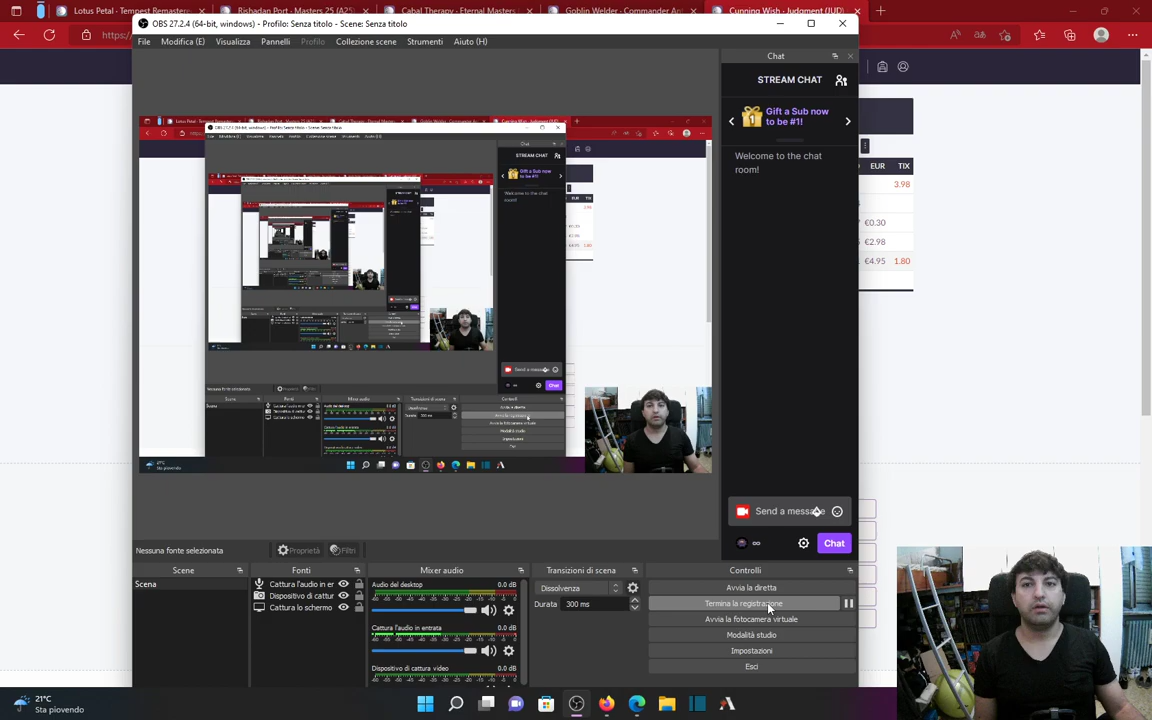 Lotus Petal - Tempest Remastere
Rishadan Port - Masters 25 (A25)
Cabal Therapy - Eternal Masters
Goblin Welder - Commander An
Cunning Wish - Judgment (JUD)
https:/
OBS 27.2.4 (64-bit, windows) - Profilo: Senza titolo - Scene: Senza titolo
File Modifica (E) Visualizza Pannelli Profilo Collezione scene Strumenti Aiuto (H)
Chat
STREAM CHAT
Gift a Sub now
to be #1!
Welcome to the chat
room!
EUR TIX
3.98
€0.30
€2.98
€4.95 1.80
Send a message
Chat
Nessuna fonte selezionata Proprietà Filtri
Scene
Scena
Fonti
Cattura l'audio in er
Dispositivo di cattur
Cattura lo schermo
Mixer audio
Audio del desktop 0.0 dB
Cattura l'audio in entrata 0.0 dB
Dispositivo di cattura video 0.0 dB
Transizioni di scena
Dissolvenza
Durata 300 ms
Controlli
Avvia la diretta
Termina la registrazione
Avvia la fotocamera virtuale
Modalità studio
Impostazioni
Esci
21°C
Sta piovendo